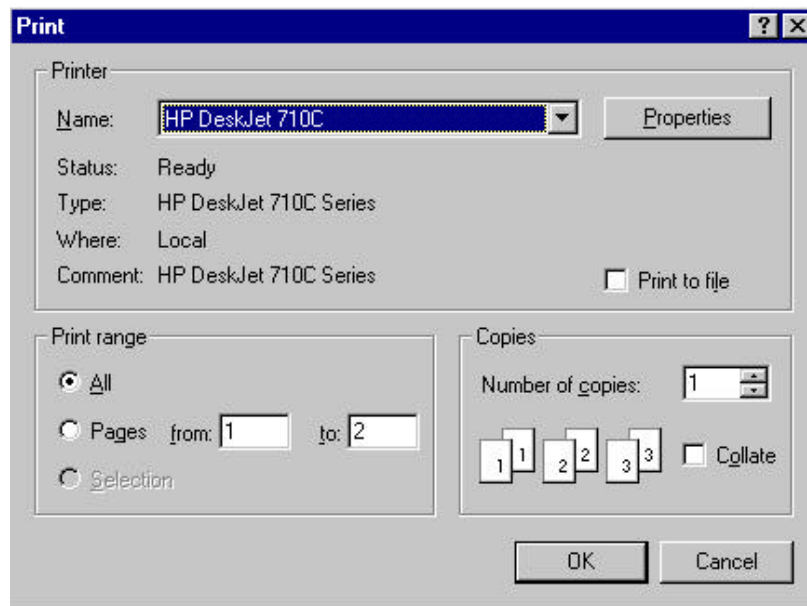 Print
Printer
Name: HP DeskJet 710C Properties
Status: Ready
Type: HP DeskJet 710C Series
Where: Local
Comment: HP DeskJet 710C Series
Print to file
Print range
All
Pages from: 1 to: 2
Selection
Copies
Number of copies: 1
1 1 2 2 3 3 Collate
OK Cancel